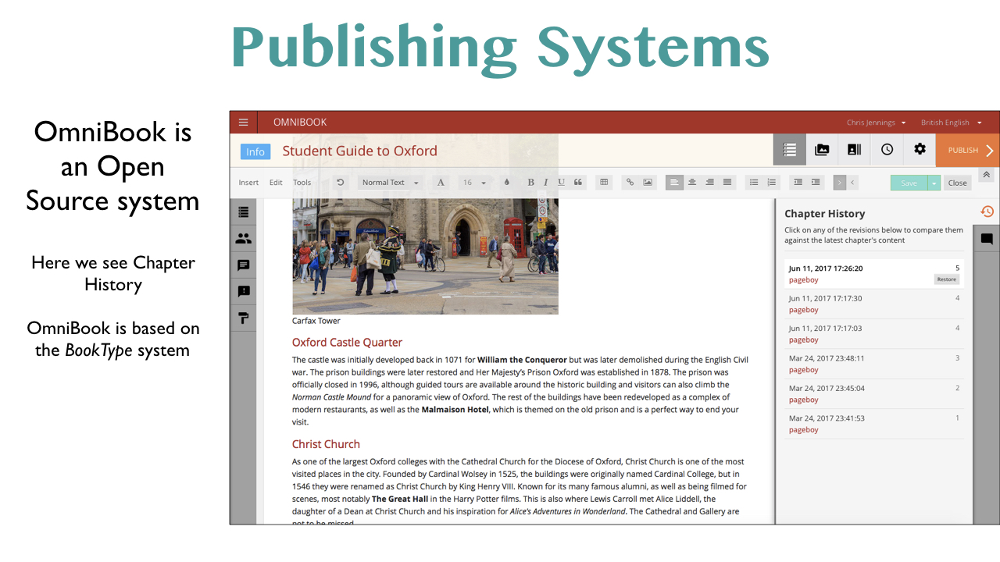 Publishing Systems
OmniBook is
an Open
Source system
Here we see Chapter
History
OmniBook is based on
the BookType system
OMNIBOOK
Chris Jennings
British English
Info
Student Guide to Oxford
PUBLISH
Insert Edit Tools Normal Text A 16 B I U Save Close
Carfax Tower
Oxford Castle Quarter
The castle was initially developed back in 1071 for William the Conqueror but was later demolished during the English Civil
war. The prison buildings were later restored and Her Majesty's Prison Oxford was established in 1878. The prison was
officially closed in 1996, although guided tours are available around the historic building and visitors can also climb the
Norman Castle Mound for a panoramic view of Oxford. The rest of the buildings have been redeveloped as a complex of
modern restaurants, as well as the Malmaison Hotel, which is themed on the old prison and is a perfect way to end your
visit.
Christ Church
As one of the largest Oxford colleges with the Cathedral Church for the Diocese of Oxford, Christ Church is one of the most
visited places in the city. Founded by Cardinal Wolsey in 1525, the buildings were originally named Cardinal College, but in
1546 they were renamed as Christ Church by King Henry VIII. Known for its many famous alumni, as well as being filmed for
scenes, most notably The Great Hall in the Harry Potter films. This is also where Lewis Carroll met Alice Liddell, the
daughter of a Dean at Christ Church and his inspiration for Alice's Adventures in Wonderland. The Cathedral and Gallery are
not to be missed.
Chapter History
Click on any of the revisions below to compare them
against the latest chapter's content
Jun 11, 2017 17:26:20 5
pageboy Restore
Jun 11, 2017 17:17:30 4
pageboy
Jun 11, 2017 17:17:03 4
pageboy
Mar 24, 2017 23:48:11 3
pageboy
Mar 24, 2017 23:45:04 2
pageboy
Mar 24, 2017 23:41:53 1
pageboy